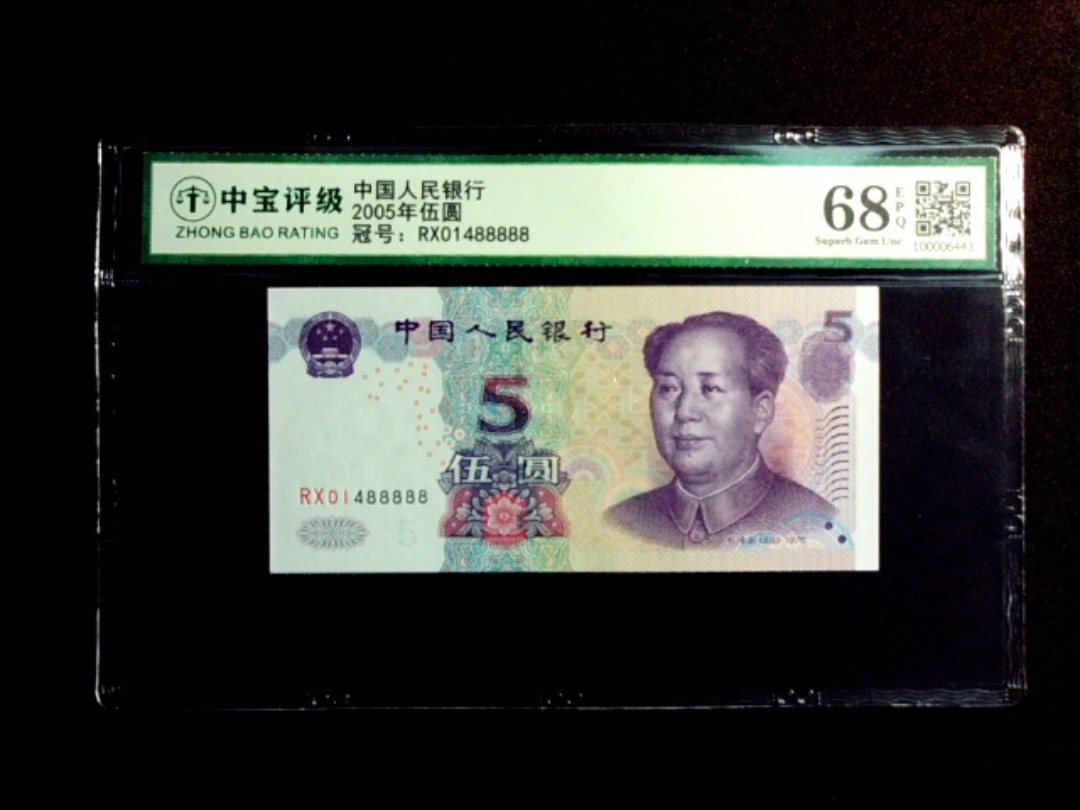 中宝评级
ZHONG BAO RATING
中国人民银行
2005年伍圆
冠号：RX01488888
68
EPQ
Superb Gem Unc
100006443
中国人民银行
5
5
伍圆
RX01488888
5